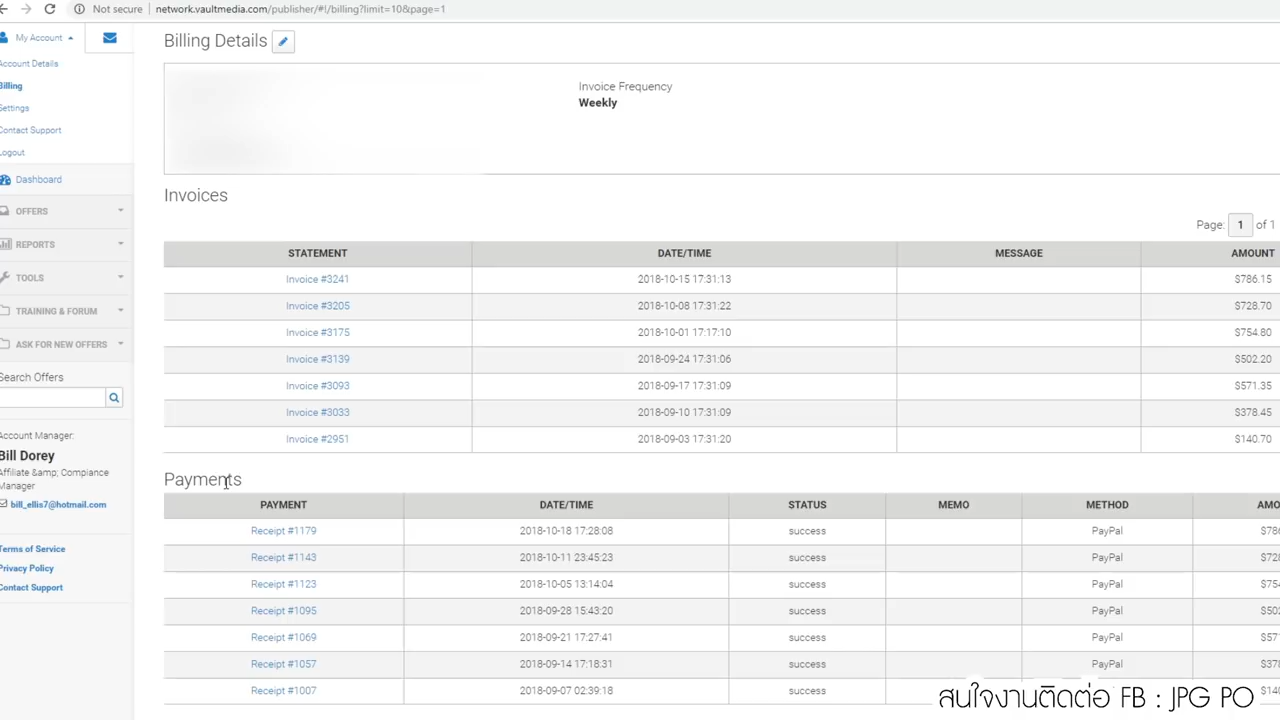 Not secure network.vaultmedia.com/publisher/#!/billing?limit=10&page=1
My Account
Account Details
Billing
Settings
Contact Support
Logout
Dashboard
OFFERS
REPORTS
TOOLS
TRAINING & FORUM
ASK FOR NEW OFFERS
Search Offers
Account Manager:
Bill Dorey
Affiliate &amp; Compliance
Manager
bill_ellis7@hotmail.com
Terms of Service
Privacy Policy
Contact Support
Billing Details
Invoice Frequency
Weekly
Invoices
Page: 1 of 1
STATEMENT DATE/TIME MESSAGE AMOUNT
Invoice #3241 2018-10-15 17:31:13 $786.15
Invoice #3205 2018-10-08 17:31:22 $728.70
Invoice #3175 2018-10-01 17:17:10 $754.80
Invoice #3139 2018-09-24 17:31:06 $502.20
Invoice #3093 2018-09-17 17:31:09 $571.35
Invoice #3033 2018-09-10 17:31:09 $378.45
Invoice #2951 2018-09-03 17:31:20 $140.70
Payments
PAYMENT DATE/TIME STATUS MEMO METHOD AMO
Receipt #1179 2018-10-18 17:28:08 success PayPal $786
Receipt #1143 2018-10-11 23:45:23 success PayPal $728
Receipt #1123 2018-10-05 13:14:04 success PayPal $754
Receipt #1095 2018-09-28 15:43:20 success PayPal $502
Receipt #1069 2018-09-21 17:27:41 success PayPal $571
Receipt #1057 2018-09-14 17:18:31 success PayPal $378
Receipt #1007 2018-09-07 02:39:18 success PayPal $140
สนใจงานติดต่อ FB : JPG PO